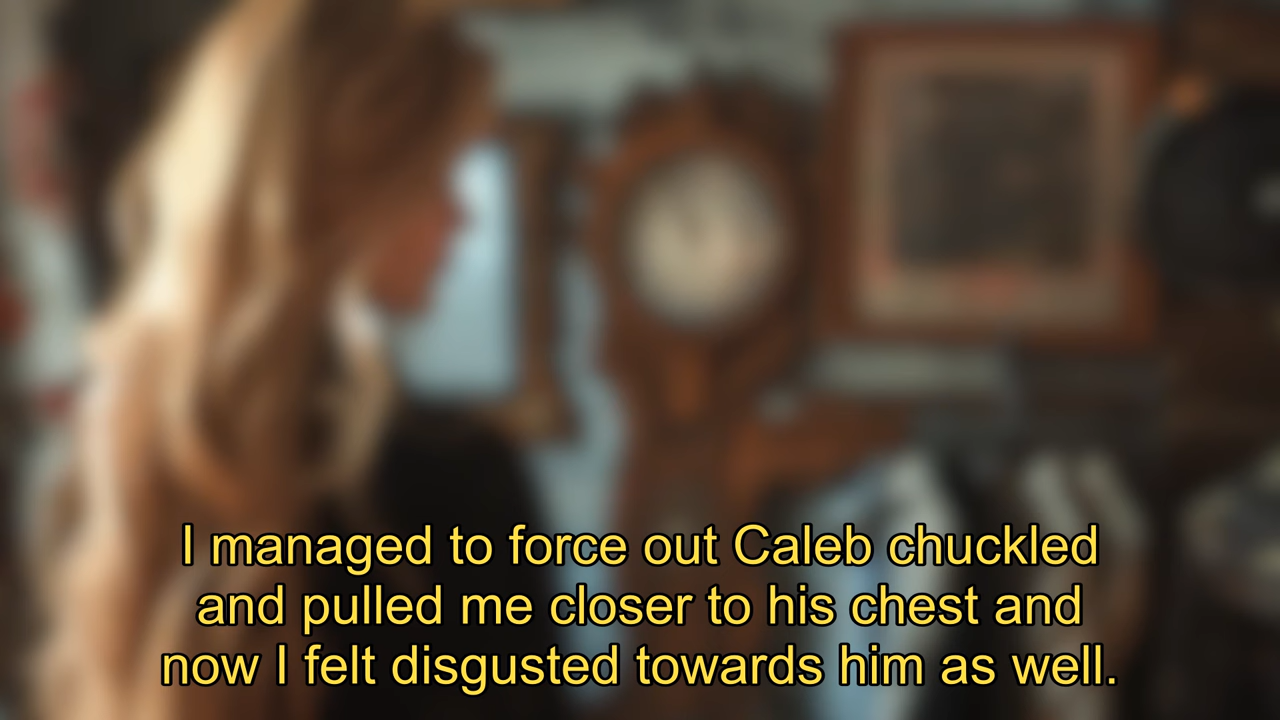 I managed to force out Caleb chuckled
and pulled me closer to his chest and
now I felt disgusted towards him as well.